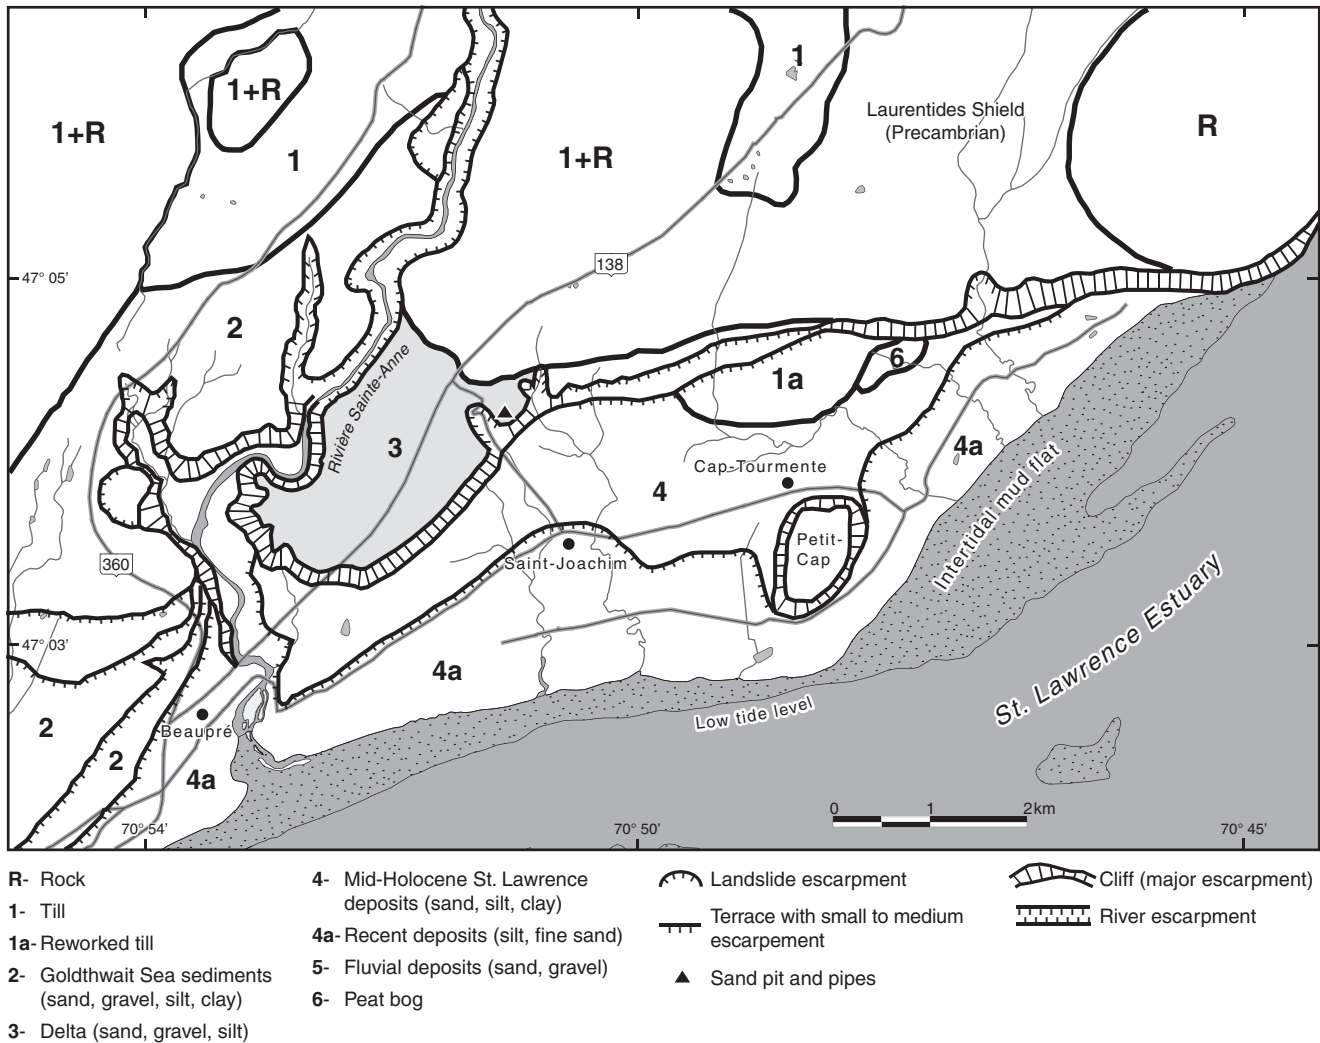 1+R
1+R
1
1+R
1
Laurentides Shield
(Precambrian)
R
138
47° 05'
2
Rivière Sainte-Anne
3
1a
6
4a
Cap-Tourmente
4
Petit-
Cap
Intertidal mud flat
Saint-Joachim
360
47° 03'
4a
St. Lawrence Estuary
Low tide level
2
Beaupré
2
4a
0 1 2 km
70° 54' 70° 50' 70° 45'
R- Rock
1- Till
1a- Reworked till
2- Goldthwait Sea sediments
(sand, gravel, silt, clay)
3- Delta (sand, gravel, silt)
4- Mid-Holocene St. Lawrence
deposits (sand, silt, clay)
4a- Recent deposits (silt, fine sand)
5- Fluvial deposits (sand, gravel)
6- Peat bog
Landslide escarpment
Terrace with small to medium
escarpement
Sand pit and pipes
Cliff (major escarpment)
River escarpment